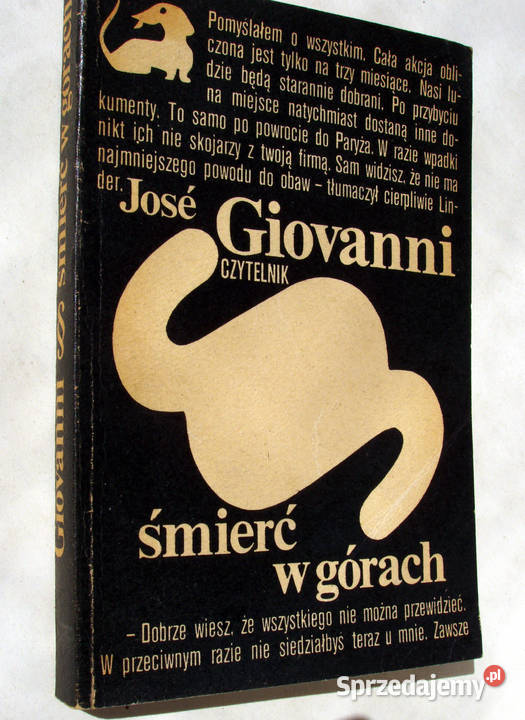 Pomyślałem o wszystkim. Cała akcja obli-
czona jest tylko na trzy miesiące. Nasi lu-
dzie będą starannie dobrani. Po przybyciu
na miejsce natychmiast dostaną inne do-
kumenty. To samo po powrocie do Paryża. W razie wpadki
nikt ich nie skojarzy z twoją firmą. Sam widzisz, że nie ma
najmniejszego powodu do obaw – tłumaczył cierpliwie Lin-
der.
José Giovanni
CZYTELNIK
śmierć
w górach
– Dobrze wiesz, że wszystkiego nie można przewidzieć.
W przeciwnym razie nie siedziałbyś teraz u mnie. Zawsze
Giovanni § śmierć w górach
Sprzedajemy.pl